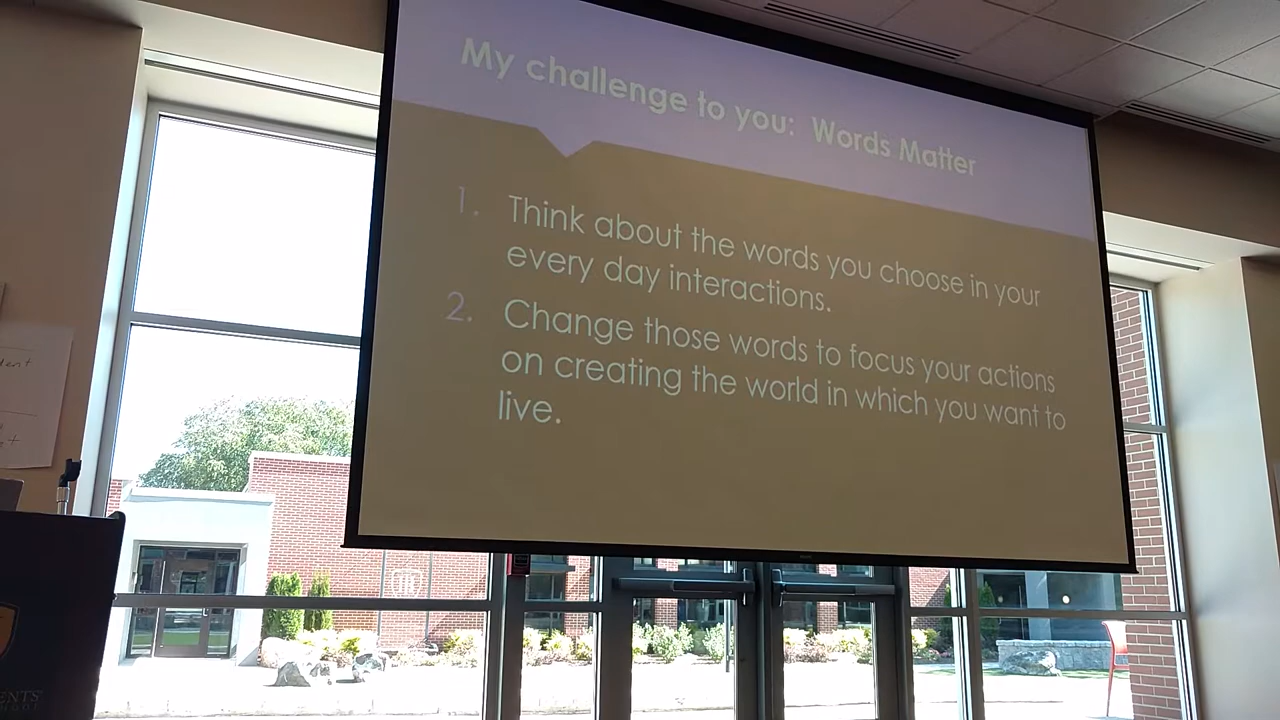 My challenge to you: Words Matter
1. Think about the words you choose in your
every day interactions.
2. Change those words to focus your actions
on creating the world in which you want to
live.